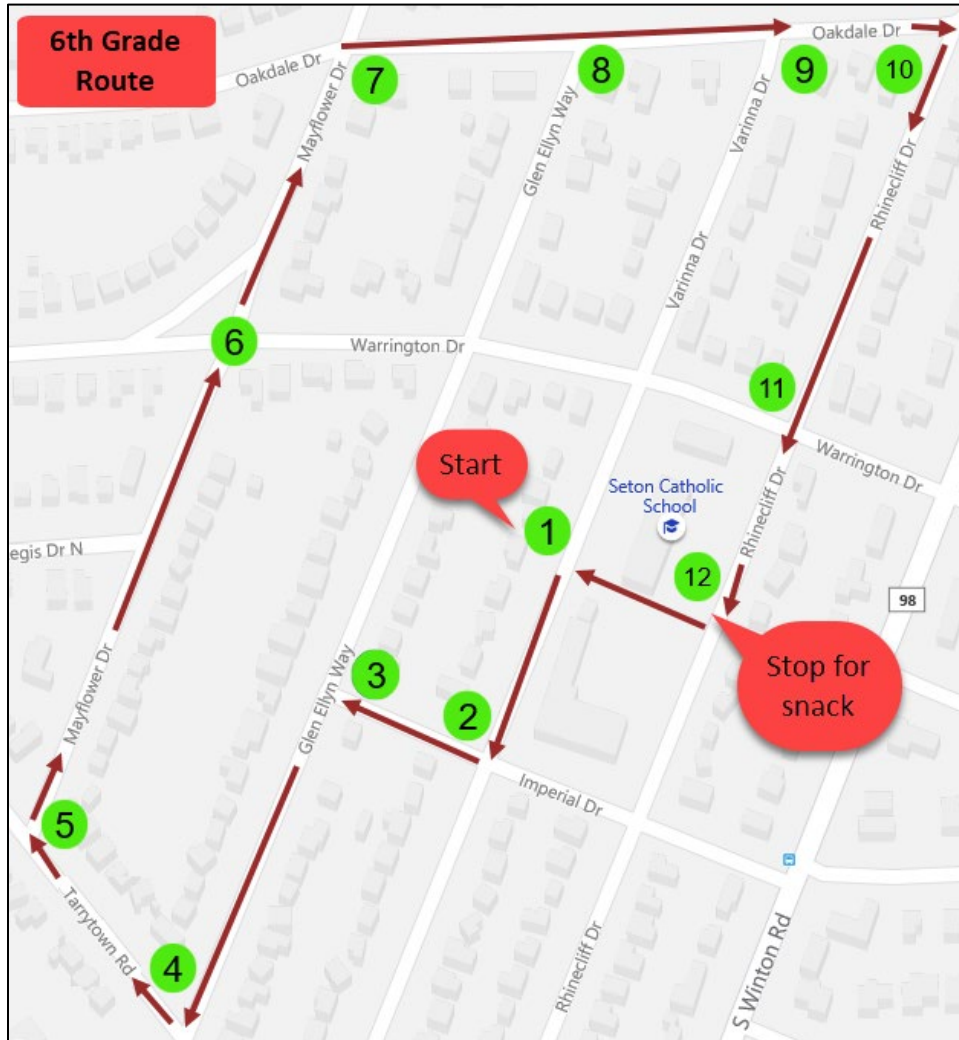 6th Grade
Route
Oakdale Dr
Oakdale Dr
7
8
9
10
Mayflower Dr
Glen Ellyn Way
Varinna Dr
Rhinecliff Dr
Varinna Dr
6
Warrington Dr
11
Warrington Dr
Start
Seton Catholic
School
1
Rhinecliff Dr
egis Dr N
12
98
Stop for
snack
3
Glen Ellyn Way
2
Mayflower Dr
Imperial Dr
5
Tarrytown Rd
4
Rhinecliff Dr
S Winton Rd